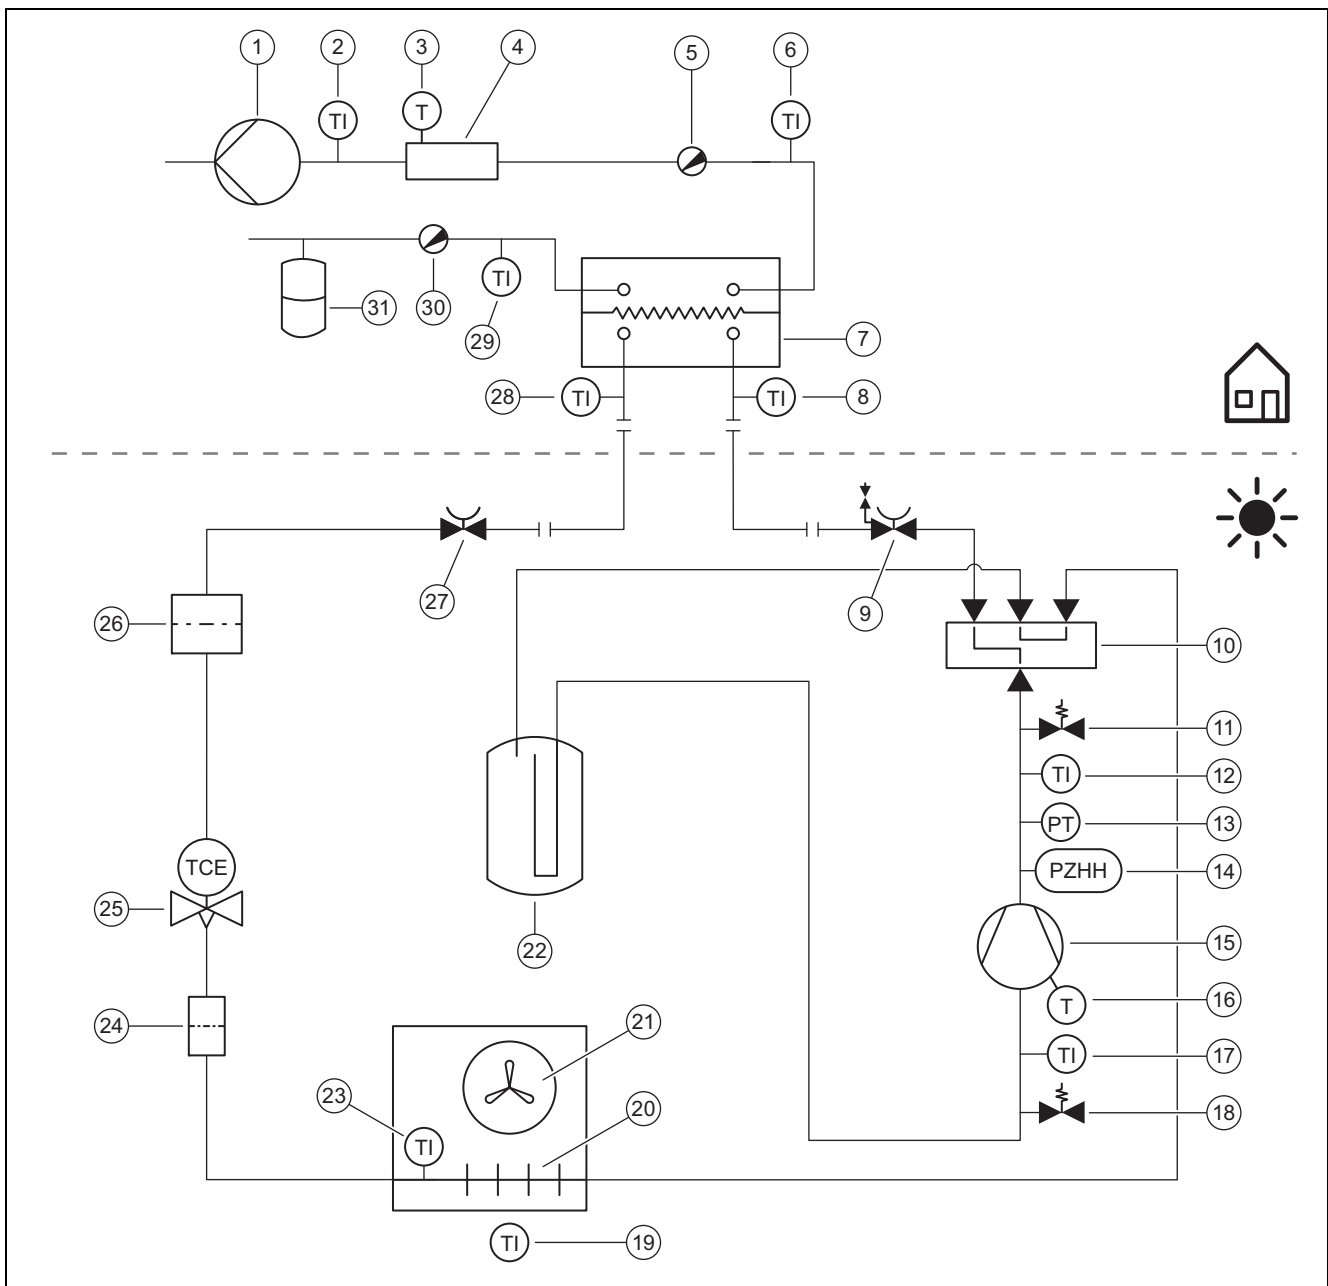 1 2 3 4 5 6
TI T TI
31 30 TI
29
7
28 TI TI 8
27 9
26 10
11
TI 12
PT 13
TCE PZHH 14
25 22 15
T 16
24 21 TI 17
23 20 18
TI
TI 19